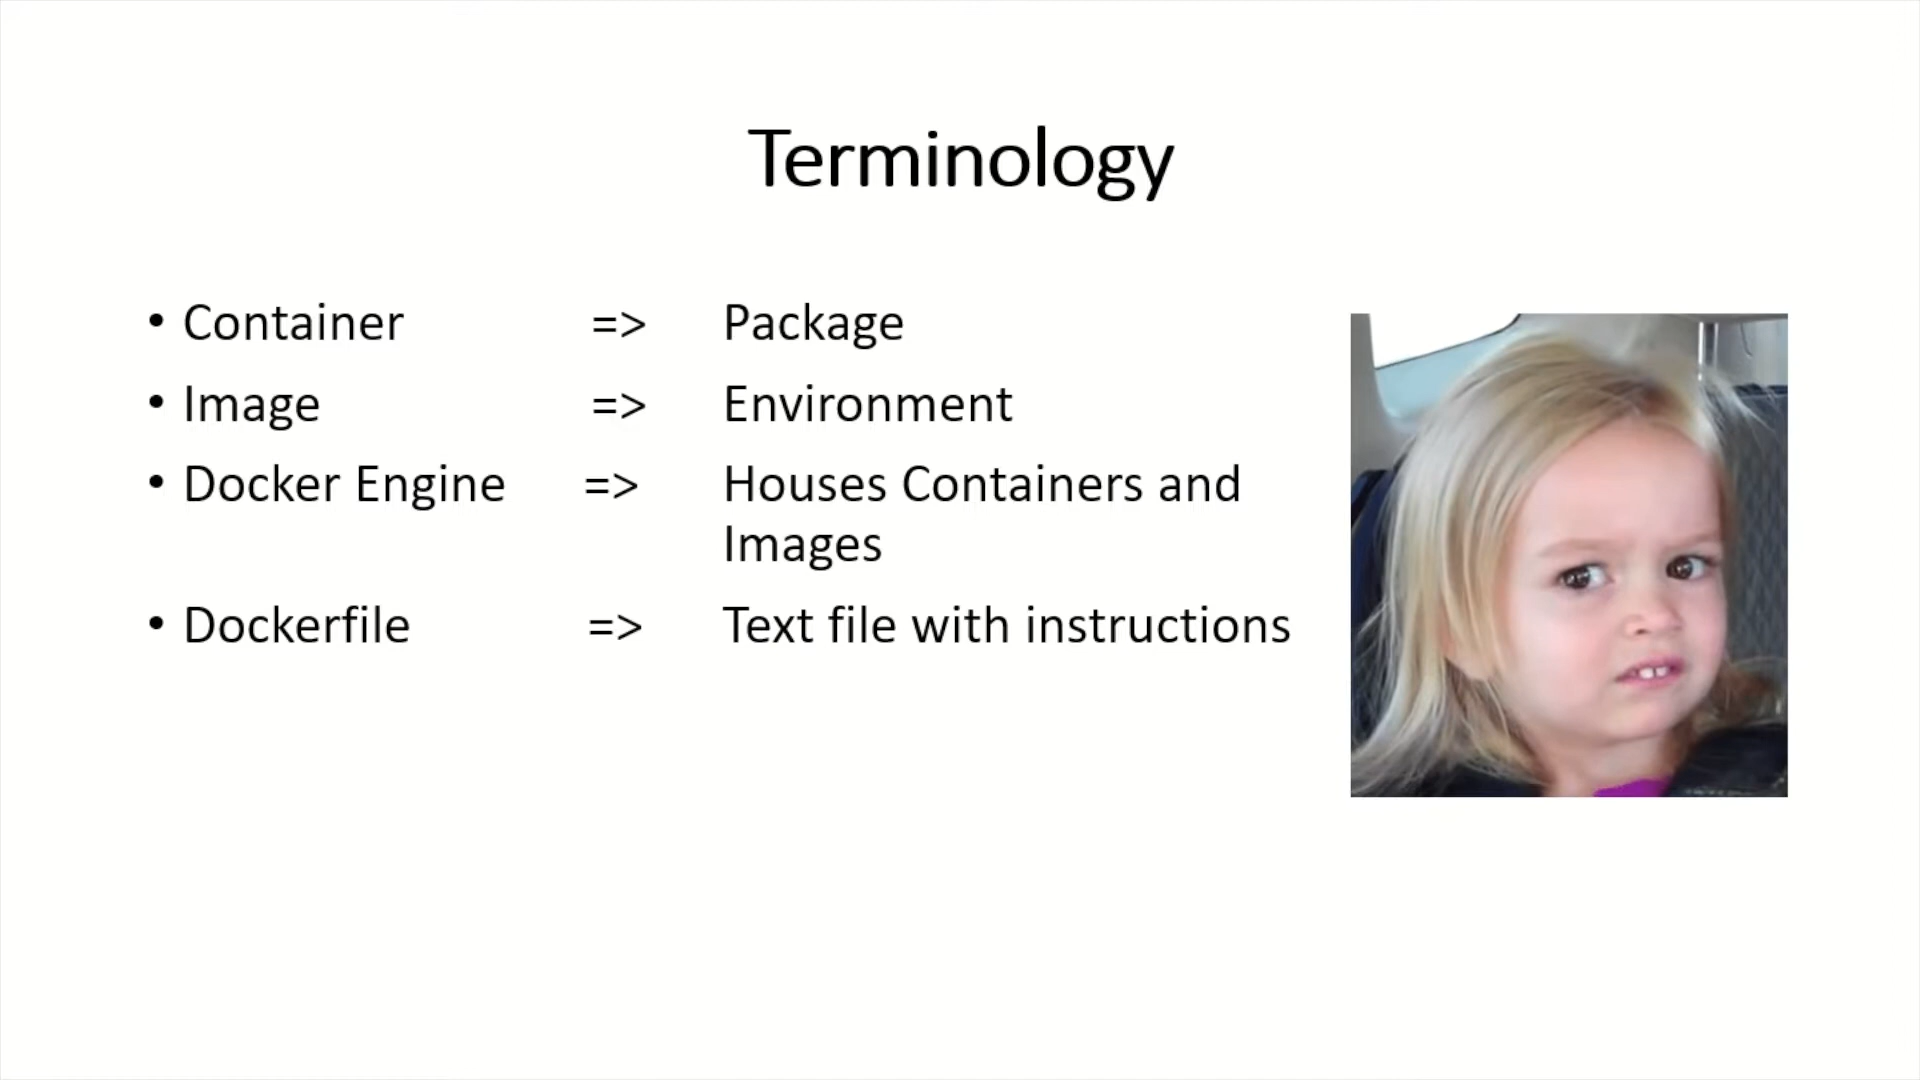 Terminology
• Container => Package
• Image => Environment
• Docker Engine => Houses Containers and
Images
• Dockerfile => Text file with instructions